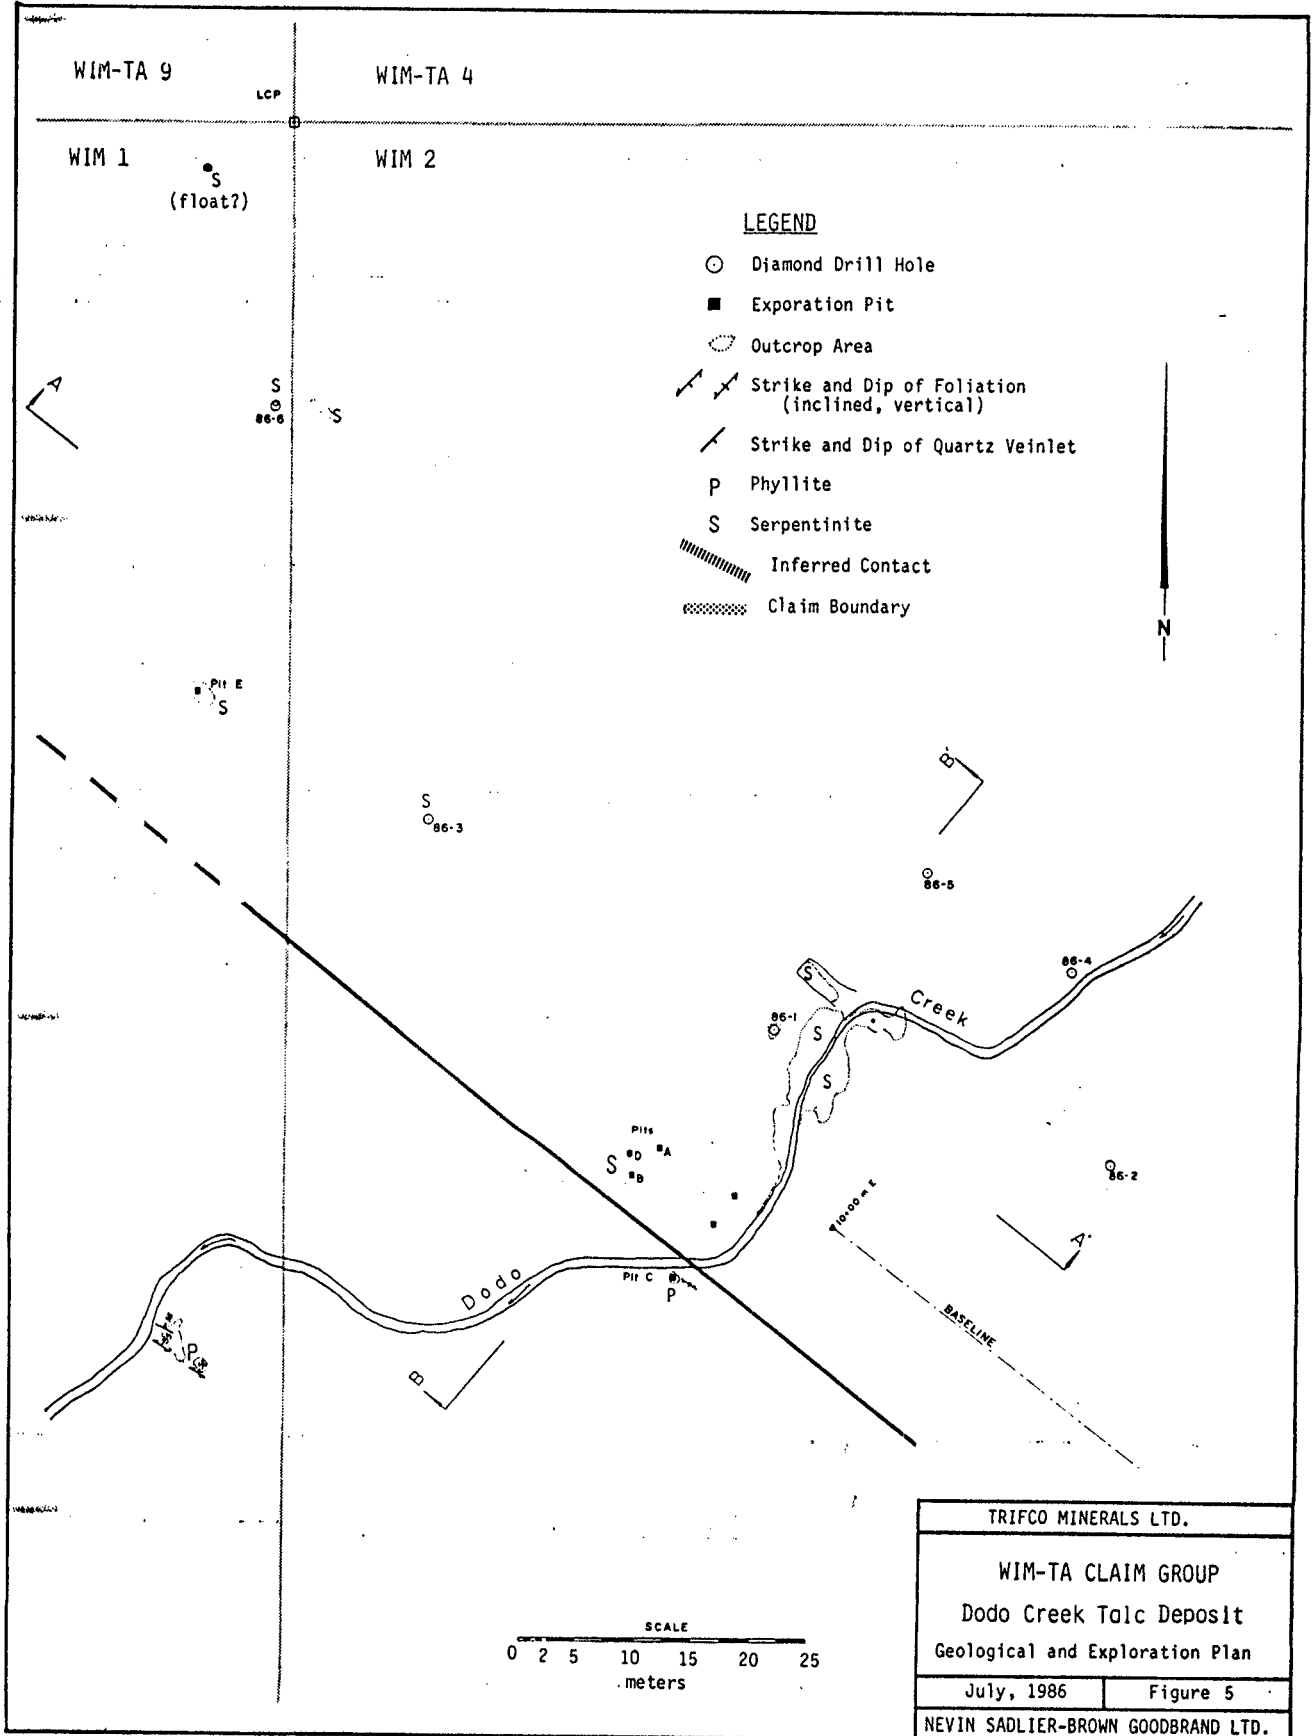 WIM-TA 9
WIM-TA 4
LCP
WIM 1
WIM 2
S
(float?)
LEGEND
Diamond Drill Hole
Exporation Pit
Outcrop Area
Strike and Dip of Foliation
(inclined, vertical)
Strike and Dip of Quartz Veinlet
P Phyllite
S Serpentinite
Inferred Contact
Claim Boundary
N
A
S
86-6
S
Pit E
S
B'
S
86-3
86-5
86-4
S
Creek
86-1
S
S
Pits
D
A
S
B
86-2
10+00 m E
A'
Dodo
Pit C
P
BASELINE
P
B
SCALE
0 2 5 10 15 20 25
meters
TRIFCO MINERALS LTD.
WIM-TA CLAIM GROUP
Dodo Creek Talc Deposit
Geological and Exploration Plan
July, 1986
Figure 5
NEVIN SADLIER-BROWN GOODBRAND LTD.